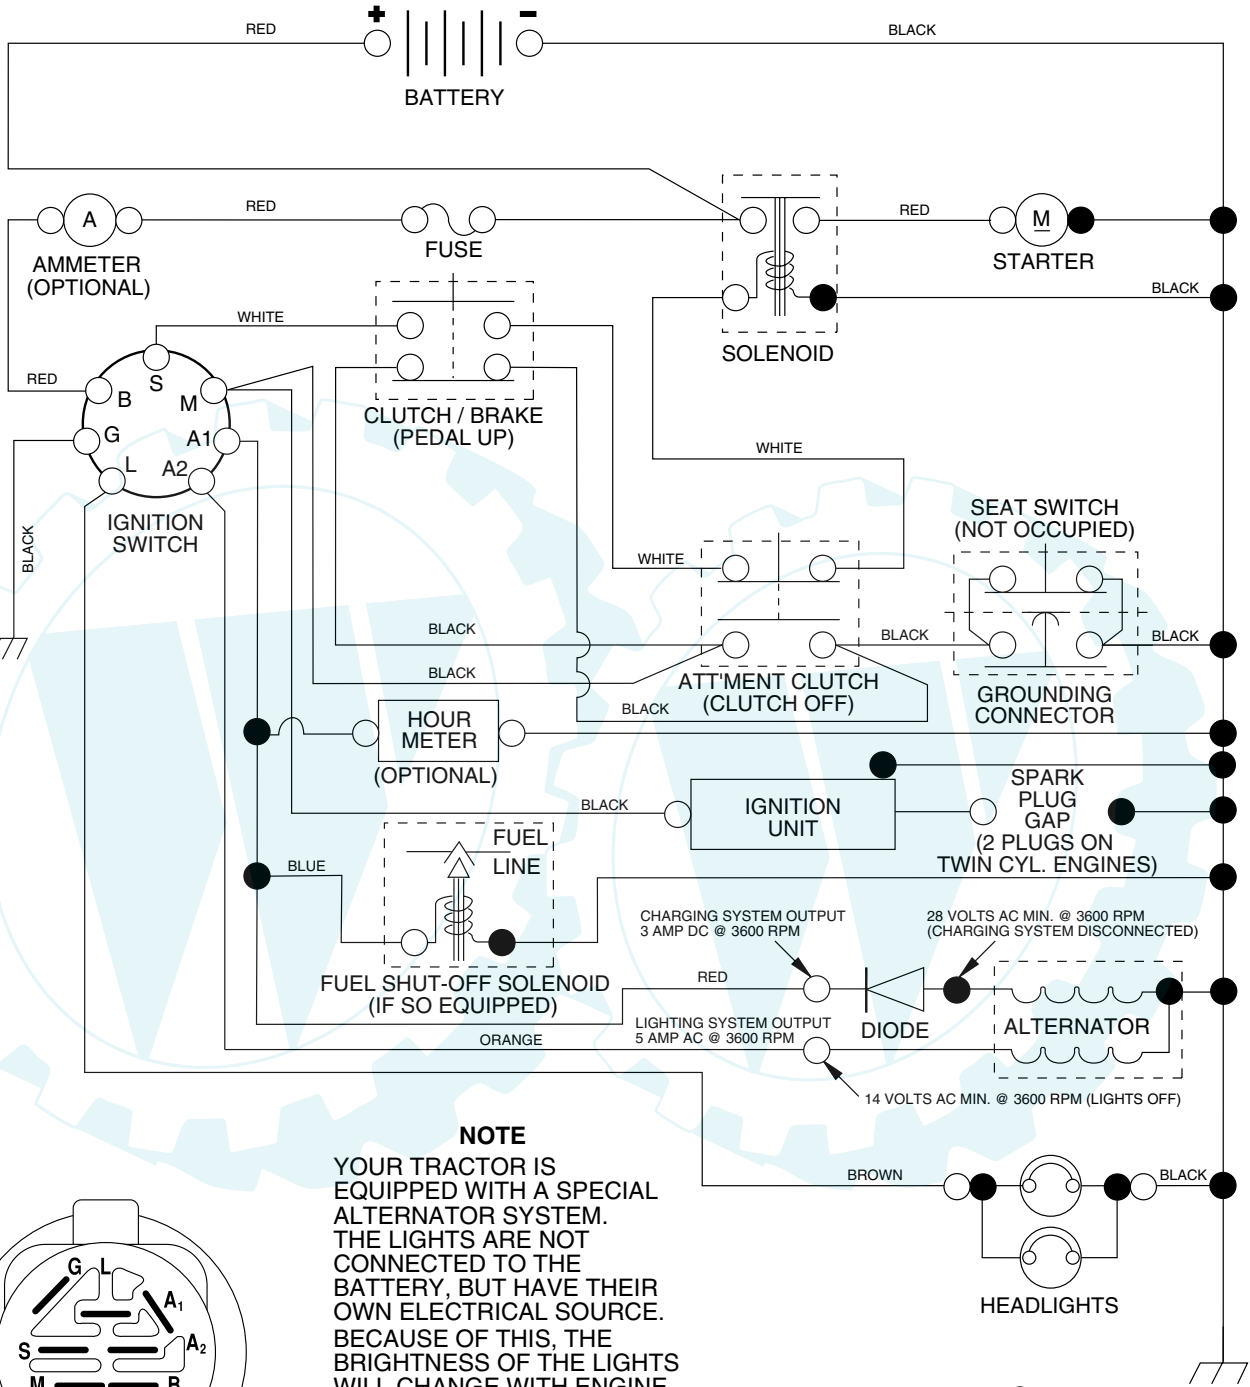 + −
RED
BLACK
BATTERY
A
RED
RED
M
AMMETER
(OPTIONAL)
FUSE
STARTER
WHITE
BLACK
SOLENOID
RED
S
B
M
CLUTCH / BRAKE
(PEDAL UP)
G
A1
L
A2
WHITE
IGNITION
SWITCH
BLACK
SEAT SWITCH
(NOT OCCUPIED)
WHITE
BLACK
BLACK
BLACK
BLACK
ATT'MENT CLUTCH
(CLUTCH OFF)
GROUNDING
CONNECTOR
BLACK
HOUR
METER
(OPTIONAL)
BLACK
IGNITION
UNIT
SPARK
PLUG
GAP
(2 PLUGS ON
TWIN CYL. ENGINES)
FUEL
LINE
BLUE
CHARGING SYSTEM OUTPUT
3 AMP DC @ 3600 RPM
28 VOLTS AC MIN. @ 3600 RPM
(CHARGING SYSTEM DISCONNECTED)
FUEL SHUT-OFF SOLENOID
(IF SO EQUIPPED)
RED
DIODE
ALTERNATOR
LIGHTING SYSTEM OUTPUT
5 AMP AC @ 3600 RPM
ORANGE
14 VOLTS AC MIN. @ 3600 RPM (LIGHTS OFF)
NOTE
YOUR TRACTOR IS
EQUIPPED WITH A SPECIAL
ALTERNATOR SYSTEM.
THE LIGHTS ARE NOT
CONNECTED TO THE
BATTERY, BUT HAVE THEIR
OWN ELECTRICAL SOURCE.
BECAUSE OF THIS, THE
BRIGHTNESS OF THE LIGHTS
WILL CHANGE WITH ENGINE
BROWN
BLACK
HEADLIGHTS
G L
A1
A2
S
M
B